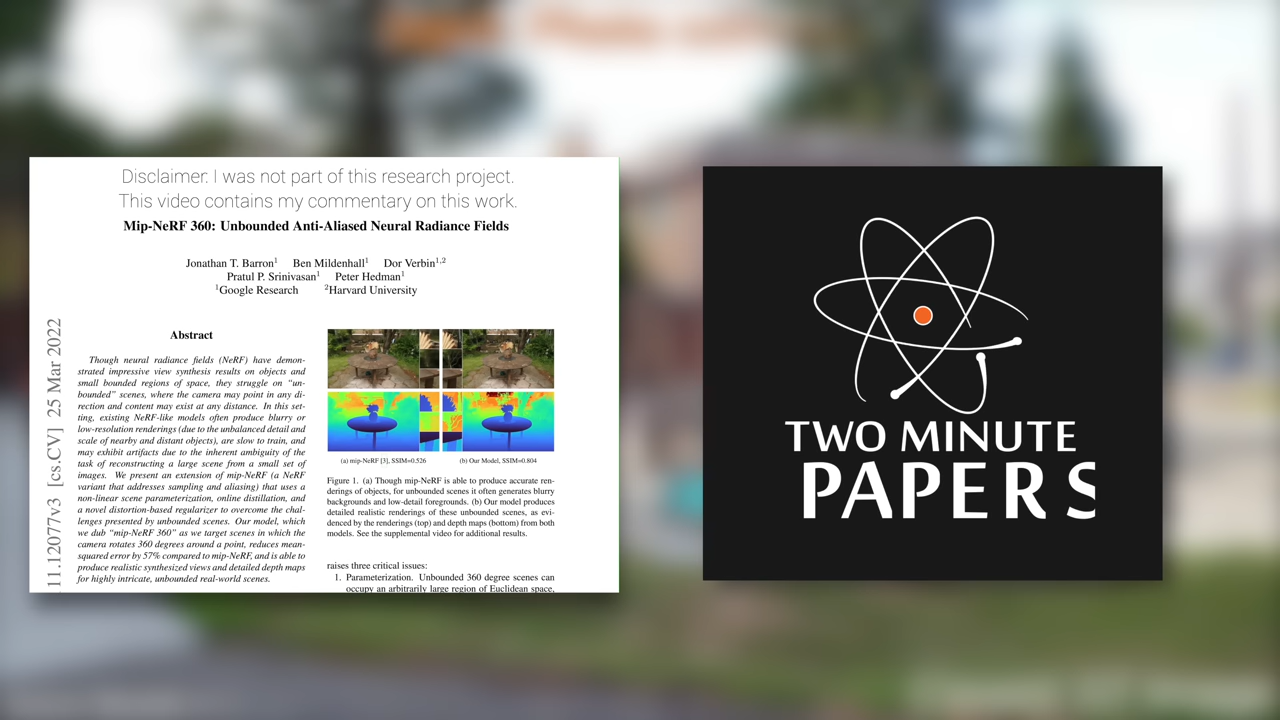 Disclaimer: I was not part of this research project.
This video contains my commentary on this work.
Mip-NeRF 360: Unbounded Anti-Aliased Neural Radiance Fields
Jonathan T. Barron¹ Ben Mildenhall¹ Dor Verbin¹,²
Pratul P. Srinivasan¹ Peter Hedman¹
¹Google Research ²Harvard University
11.12077v3 [cs.CV] 25 Mar 2022
Abstract
Though neural radiance fields (NeRF) have demon-
strated impressive view synthesis results on objects and
small bounded regions of space, they struggle on “un-
bounded” scenes, where the camera may point in any di-
rection and content may exist at any distance. In this set-
ting, existing NeRF-like models often produce blurry or
low-resolution renderings (due to the unbalanced detail and
scale of nearby and distant objects), are slow to train, and
may exhibit artifacts due to the inherent ambiguity of the
task of reconstructing a large scene from a small set of
images. We present an extension of mip-NeRF (a NeRF
variant that addresses sampling and aliasing) that uses a
non-linear scene parameterization, online distillation, and
a novel distortion-based regularizer to overcome the chal-
lenges presented by unbounded scenes. Our model, which
we dub “mip-NeRF 360” as we target scenes in which the
camera rotates 360 degrees around a point, reduces mean-
squared error by 57% compared to mip-NeRF, and is able to
produce realistic synthesized views and detailed depth maps
for highly intricate, unbounded real-world scenes.
(a) mip-NeRF [3], SSIM=0.526 (b) Our Model, SSIM=0.804
Figure 1. (a) Though mip-NeRF is able to produce accurate ren-
derings of objects, for unbounded scenes it often generates blurry
backgrounds and low-detail foregrounds. (b) Our model produces
detailed realistic renderings of these unbounded scenes, as evi-
denced by the renderings (top) and depth maps (bottom) from both
models. See the supplemental video for additional results.
raises three critical issues:
1. Parameterization. Unbounded 360 degree scenes can
occupy an arbitrarily large region of Euclidean space,
TWO MINUTE
PAPERS